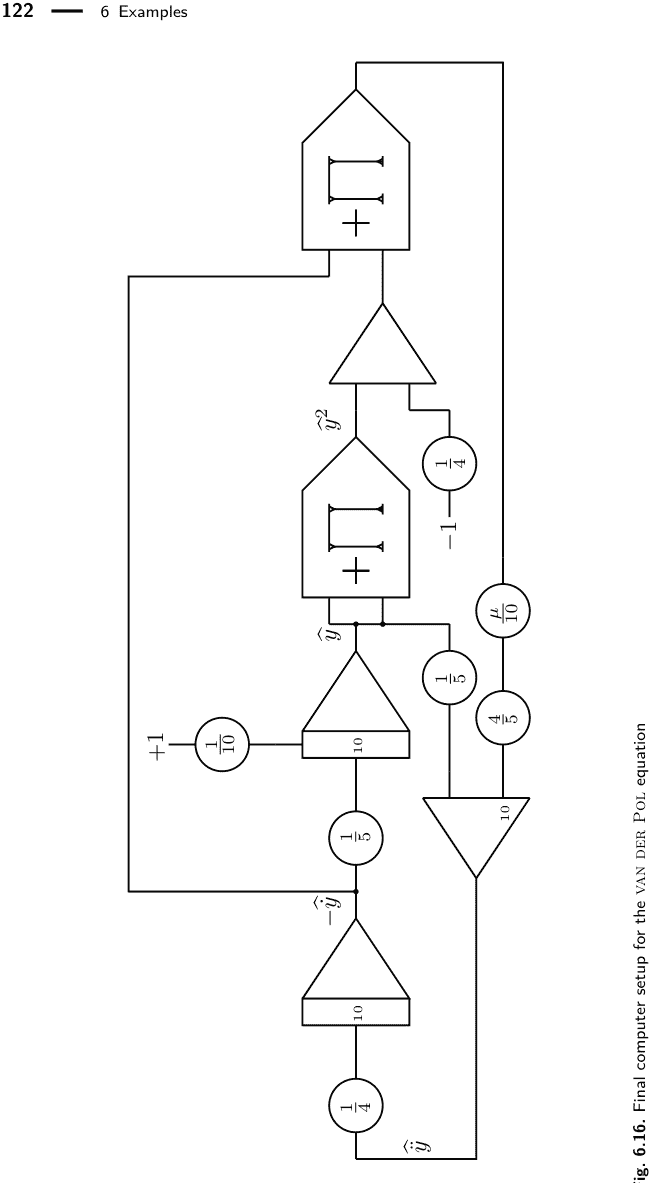 122 — 6 Examples
+1
1/10
10
−ŷ̇
1/4
10
ŷ̈
1/5
ŷ
+ ∏
ŷ²
−1
1/4
+ ∏
1/5
μ/10
4/5
10
Fig. 6.16. Final computer setup for the VAN DER POL equation